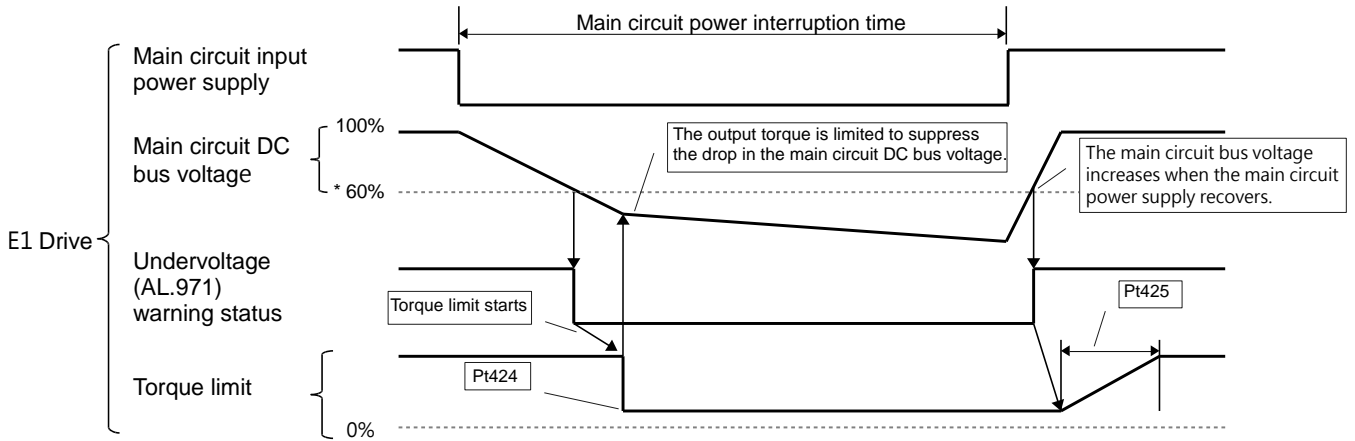 Main circuit power interruption time
Main circuit input
power supply
100%
Main circuit DC
bus voltage
* 60%
The output torque is limited to suppress
the drop in the main circuit DC bus voltage.
The main circuit bus voltage
increases when the main circuit
power supply recovers.
E1 Drive
Undervoltage
(AL.971)
warning status
Torque limit starts
Pt425
Torque limit
Pt424
0%